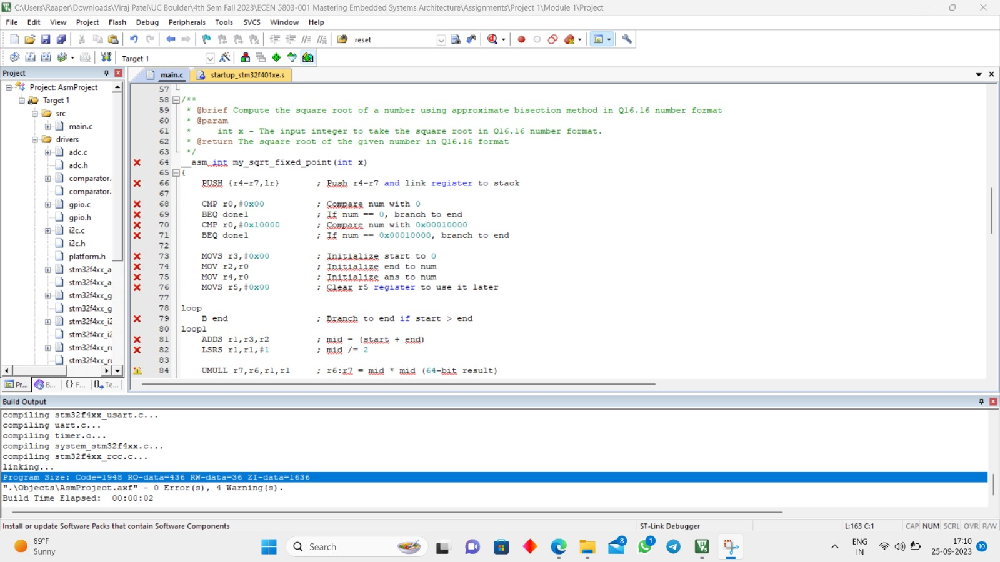 C:\Users\Reaper\Downloads\Viraj Patel\UC Boulder\4th Sem Fall 2023\ECEN 5803-001 Mastering Embedded Systems Architecture\Assignments\Project 1\Module 1\Project
File Edit View Project Flash Debug Peripherals Tools SVCS Window Help
reset
LOAD Target 1
Project
main.c startup_stm32f401xe.s
Project: AsmProject
Target 1
src
main.c
drivers
adc.c
adc.h
comparator.
comparator.
gpio.c
gpio.h
i2c.c
i2c.h
platform.h
stm32f4xx_a
stm32f4xx_a
stm32f4xx_g
stm32f4xx_g
stm32f4xx_i2
stm32f4xx_i2
stm32f4xx_rc
stm32f4xx_rc
Pr... B... {} F... Te...
57
58 /**
59 * @brief Compute the square root of a number using approximate bisection method in Q16.16 number format
60 * @param
61 * int x - The input integer to take the square root in Q16.16 number format.
62 * @return The square root of the given number in Q16.16 format
63 */
64 __asm int my_sqrt_fixed_point(int x)
65 {
66 PUSH {r4-r7,lr} ; Push r4-r7 and link register to stack
67
68 CMP r0,#0x00 ; Compare num with 0
69 BEQ done1 ; If num == 0, branch to end
70 CMP r0,#0x10000 ; Compare num with 0x00010000
71 BEQ done1 ; If num == 0x00010000, branch to end
72
73 MOVS r3,#0x00 ; Initialize start to 0
74 MOV r2,r0 ; Initialize end to num
75 MOV r4,r0 ; Initialize ans to num
76 MOVS r5,#0x00 ; Clear r5 register to use it later
77
78 loop
79 B end ; Branch to end if start > end
80 loop1
81 ADDS r1,r3,r2 ; mid = (start + end)
82 LSRS r1,r1,#1 ; mid /= 2
83
84 UMULL r7,r6,r1,r1 ; r6:r7 = mid * mid (64-bit result)
Build Output
compiling stm32f4xx_usart.c...
compiling uart.c...
compiling timer.c...
compiling system_stm32f4xx.c...
compiling stm32f4xx_rcc.c...
linking...
Program Size: Code=1948 RO-data=436 RW-data=36 ZI-data=1636
".\Objects\AsmProject.axf" - 0 Error(s), 4 Warning(s).
Build Time Elapsed: 00:00:02
Install or update Software Packs that contain Software Components ST-Link Debugger L:163 C:1 CAP NUM SCRL OVR R/W
69°F
Sunny
Search
8
1
ENG
IN
17:10
25-09-2023
10